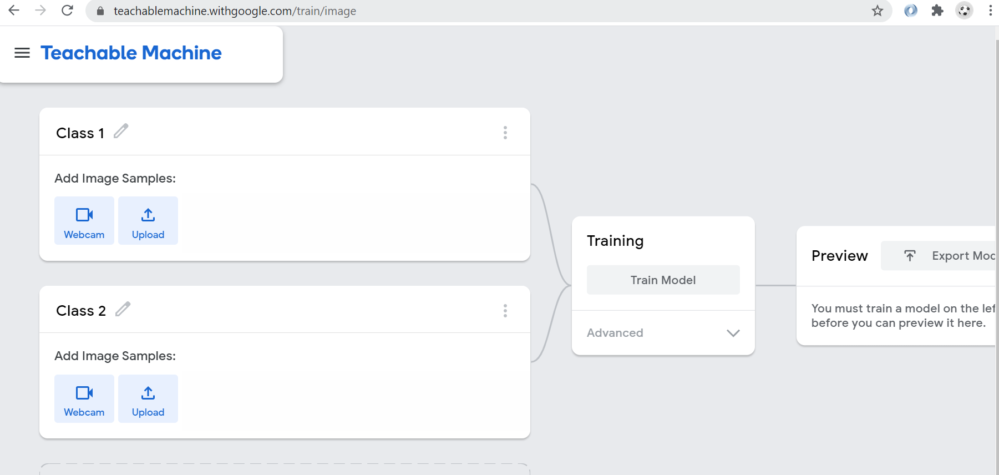 teachablemachine.withgoogle.com/train/image
Teachable Machine
Class 1
Add Image Samples:
Webcam Upload
Class 2
Add Image Samples:
Webcam Upload
Training
Train Model
Advanced
Preview Export Moc
You must train a model on the lef
before you can preview it here.